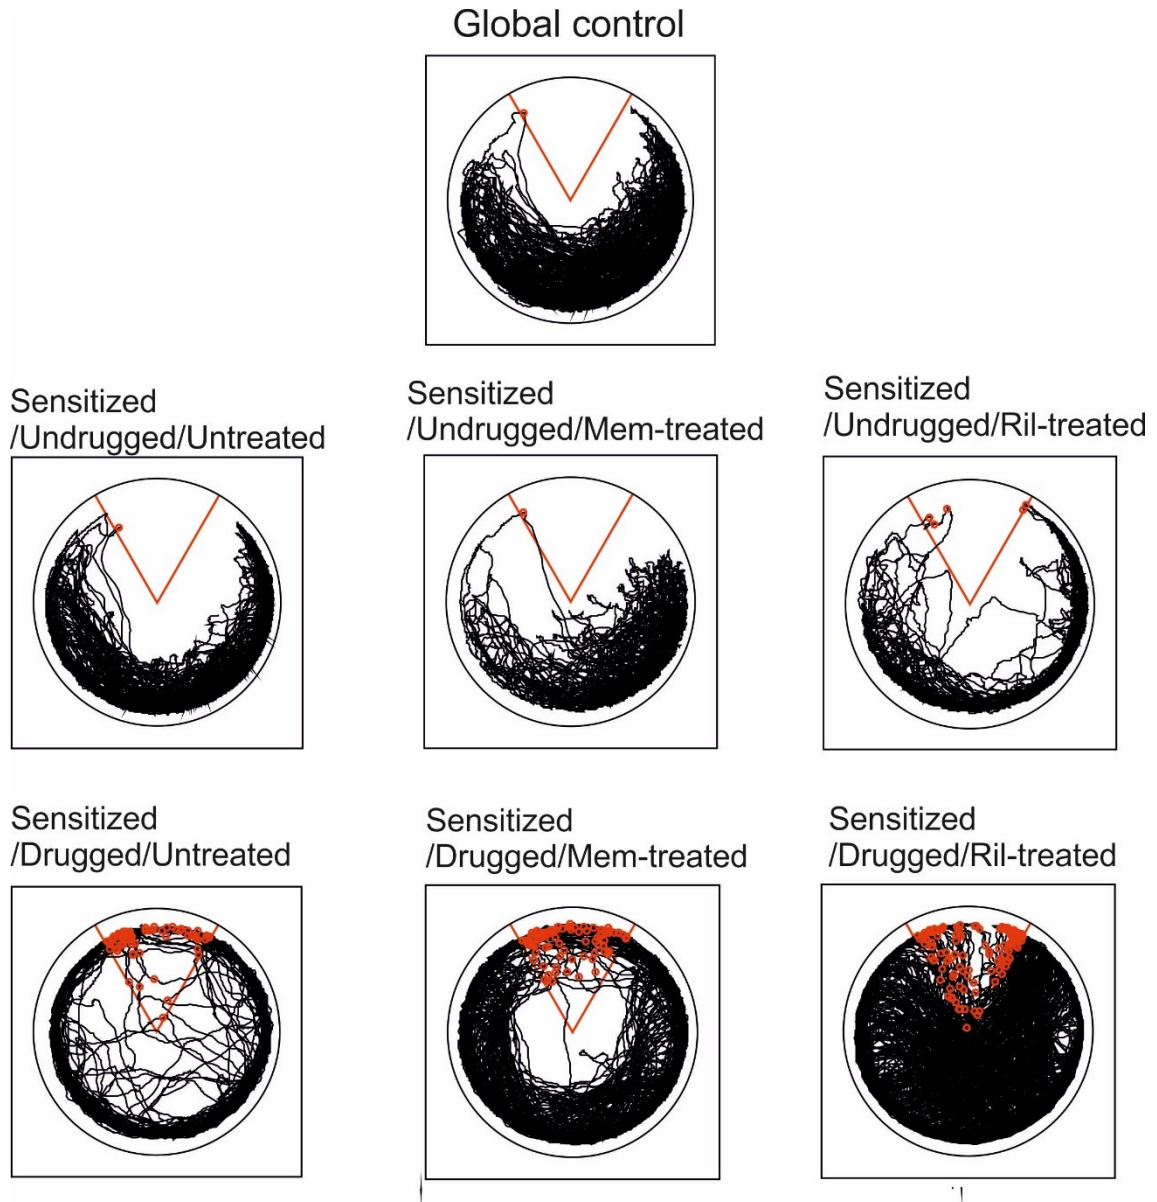 Global control
Sensitized
/Undrugged/Untreated
Sensitized
/Undrugged/Mem-treated
Sensitized
/Undrugged/Ril-treated
Sensitized
/Drugged/Untreated
Sensitized
/Drugged/Mem-treated
Sensitized
/Drugged/Ril-treated